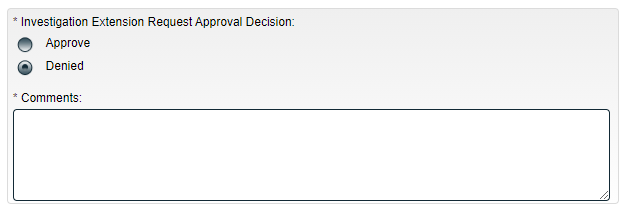 * Investigation Extension Request Approval Decision:
Approve
Denied
* Comments: